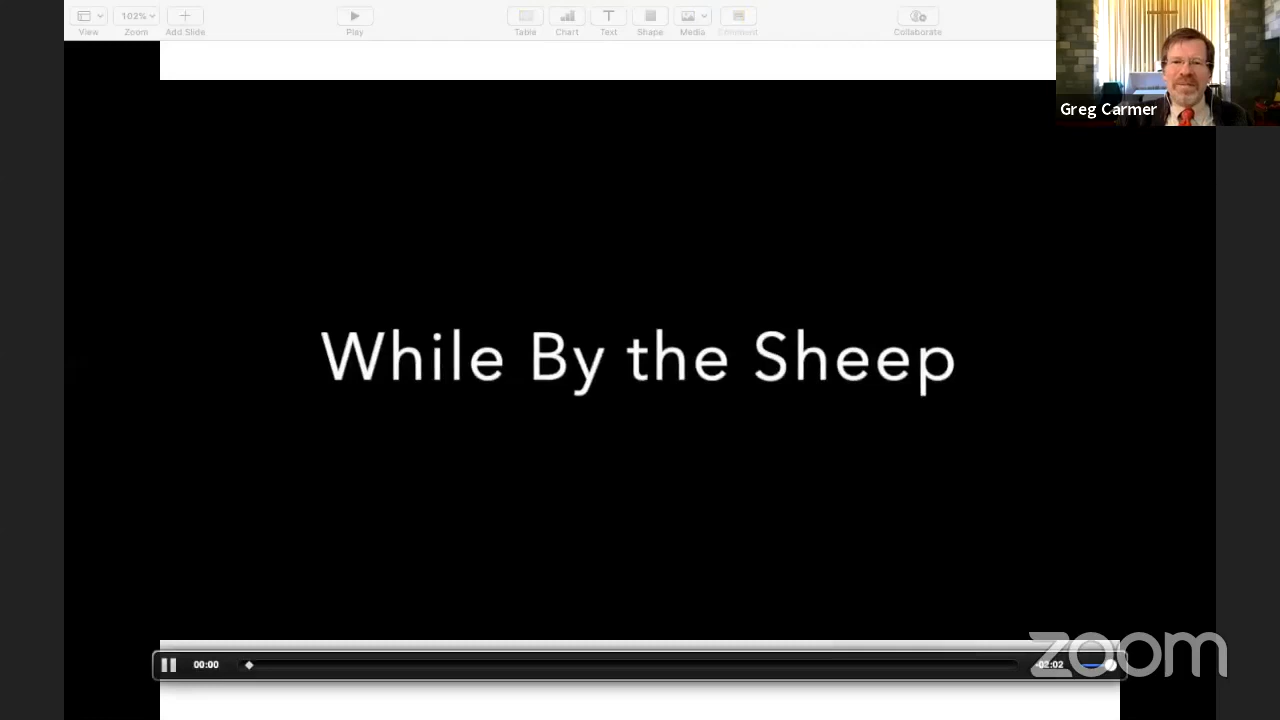 102%
View
Zoom
Add Slide
Play
Table
Chart
Text
Shape
Media
Comment
Collaborate
Greg Carmer
While By the Sheep
00:00
-02:02
zoom